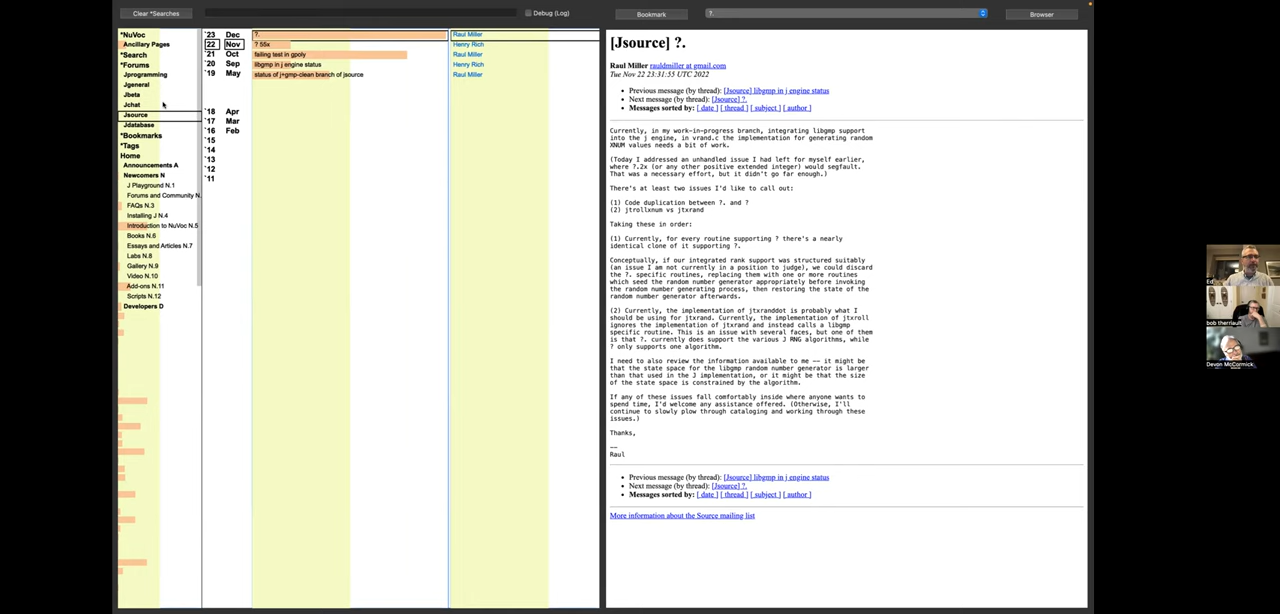 Clear *Searches
Debug (Log)
Bookmark
?.
Browser
*NuVoc
Ancillary Pages
*Search
*Forums
Jprogramming
Jgeneral
Jbeta
Jchat
Jsource
Jdatabase
*Bookmarks
*Tags
Home
Announcements A
Newcomers N
J Playground N.1
Forums and Community N.
FAQs N.3
Installing J N.4
Introduction to NuVoc N.5
Books N.6
Essays and Articles N.7
Labs N.8
Gallery N.9
Video N.10
Add-ons N.11
Scripts N.12
Developers D
'23 Dec
22 Nov
'21 Oct
'20 Sep
'19 May
'18 Apr
'17 Mar
'16 Feb
'15
'14
'13
'12
'11
?. Raul Miller
? 55x Henry Rich
failing test in gpoly Raul Miller
libgmp in j engine status Henry Rich
status of j+gmp-clean branch of jsource Raul Miller
[Jsource] ?.
Raul Miller rauldmiller at gmail.com
Tue Nov 22 23:31:55 UTC 2022
Previous message (by thread): [Jsource] libgmp in j engine status
Next message (by thread): [Jsource] ?.
Messages sorted by: [ date ] [ thread ] [ subject ] [ author ]
Currently, in my work-in-progress branch, integrating libgmp support
into the j engine, in vrand.c the implementation for generating random
XNUM values needs a bit of work.
(Today I addressed an unhandled issue I had left for myself earlier,
where ?.2x (or any other positive extended integer) would segfault.
That was a necessary effort, but it didn't go far enough.)
There's at least two issues I'd like to call out:
(1) Code duplication between ?. and ?
(2) jtrollxnum vs jtxrand
Taking these in order:
(1) Currently, for every routine supporting ? there's a nearly
identical clone of it supporting ?.
Conceptually, if our integrated rank support was structured suitably
(an issue I am not currently in a position to judge), we could discard
the ?. specific routines, replacing them with one or more routines
which seed the random number generator appropriately before invoking
the random number generating process, then restoring the state of the
random number generator afterwards.
(2) Currently, the implementation of jtxranddot is probably what I
should be using for jtxrand. Currently, the implementation of jtxroll
ignores the implementation of jtxrand and instead calls a libgmp
specific routine. This is an issue with several faces, but one of them
is that ?. currently does support the various J RNG algorithms, while
? only supports one algorithm.
I need to also review the information available to me -- it might be
that the state space for the libgmp random number generator is larger
than that used in the J implementation, or it might be that the size
of the state space is constrained by the algorithm.
If any of these issues fall comfortably inside where anyone wants to
spend time, I'd welcome any assistance offered. (Otherwise, I'll
continue to slowly plow through cataloging and working through these
issues.)
Thanks,
—
Raul
Previous message (by thread): [Jsource] libgmp in j engine status
Next message (by thread): [Jsource] ?.
Messages sorted by: [ date ] [ thread ] [ subject ] [ author ]
More information about the Source mailing list
Ed
bob therriault
Devon McCormick